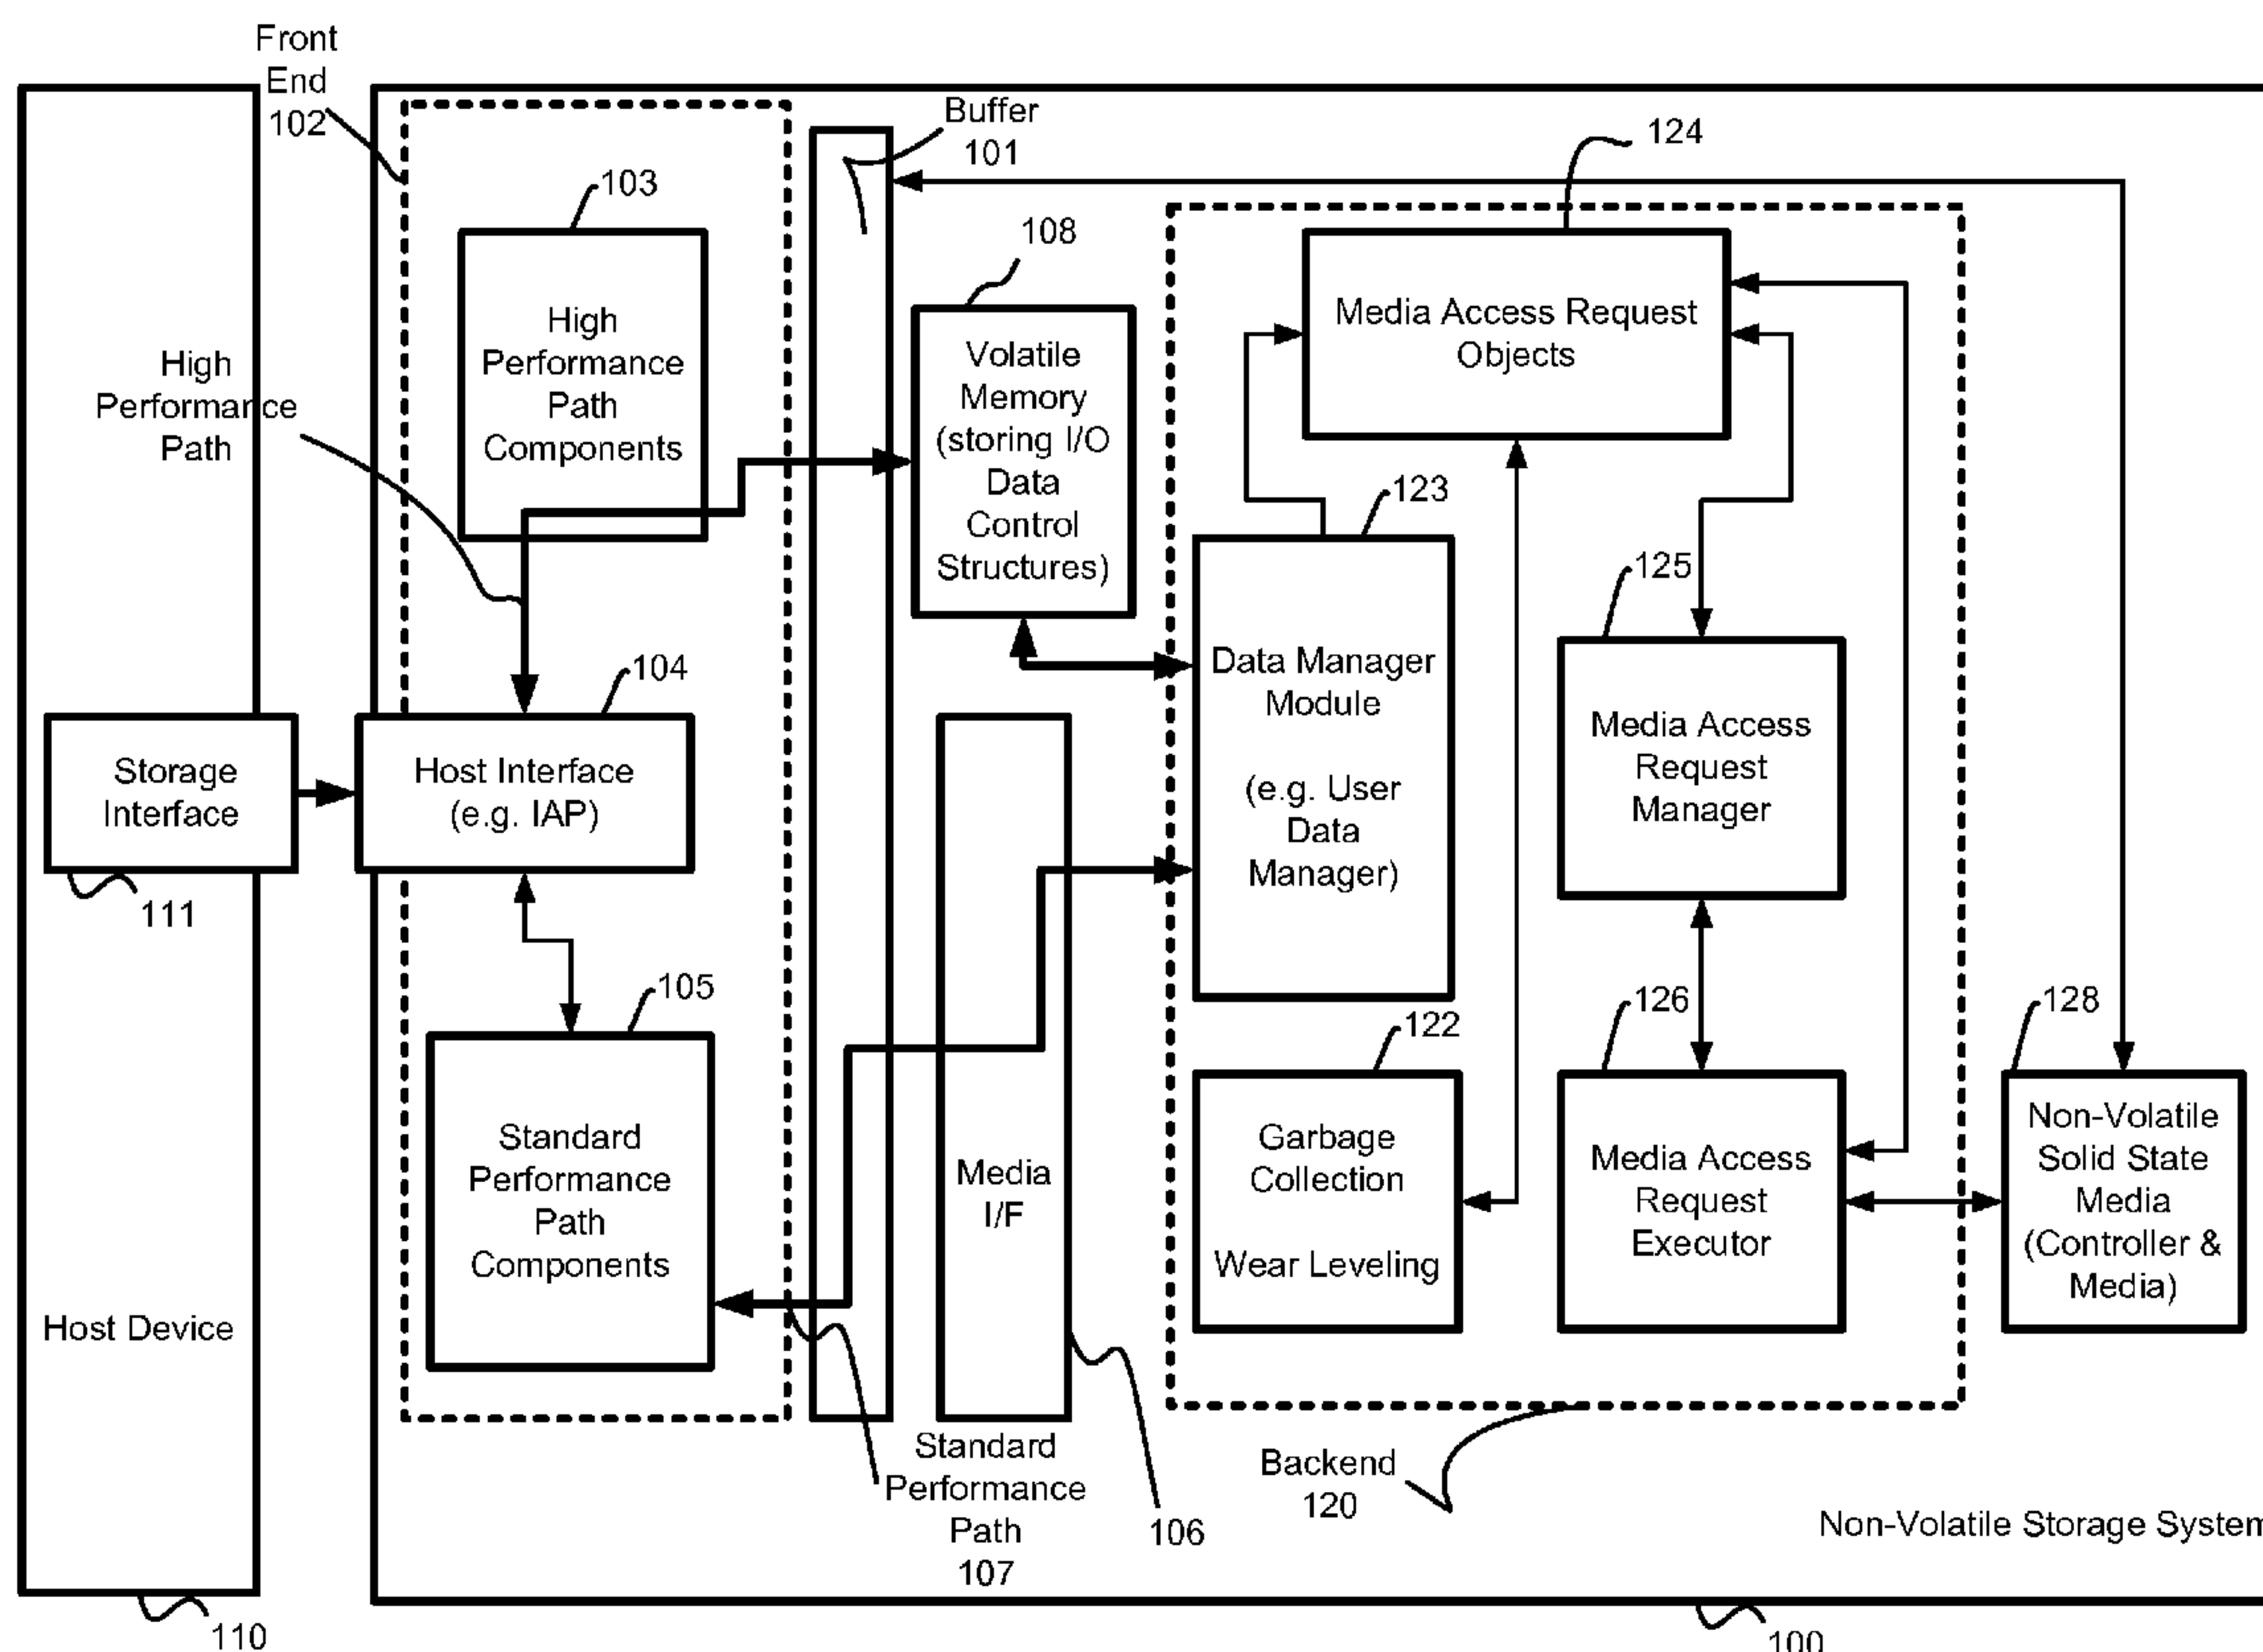 Front
End
102
Buffer
101
124
103
108
High
Performance
Path
High
Performance
Path
Components
Volatile
Memory
(storing I/O
Data
Control
Structures)
Media Access Request
Objects
123
125
104
Data Manager
Module
(e.g. User
Data
Manager)
Media Access
Request
Manager
Storage
Interface
Host Interface
(e.g. IAP)
111
105
122
126
128
Standard
Performance
Path
Components
Media
I/F
Garbage
Collection
Wear Leveling
Media Access
Request
Executor
Non-Volatile
Solid State
Media
(Controller &
Media)
Host Device
Standard
Performance
Path
107
106
Backend
120
Non-Volatile Storage System
110
100